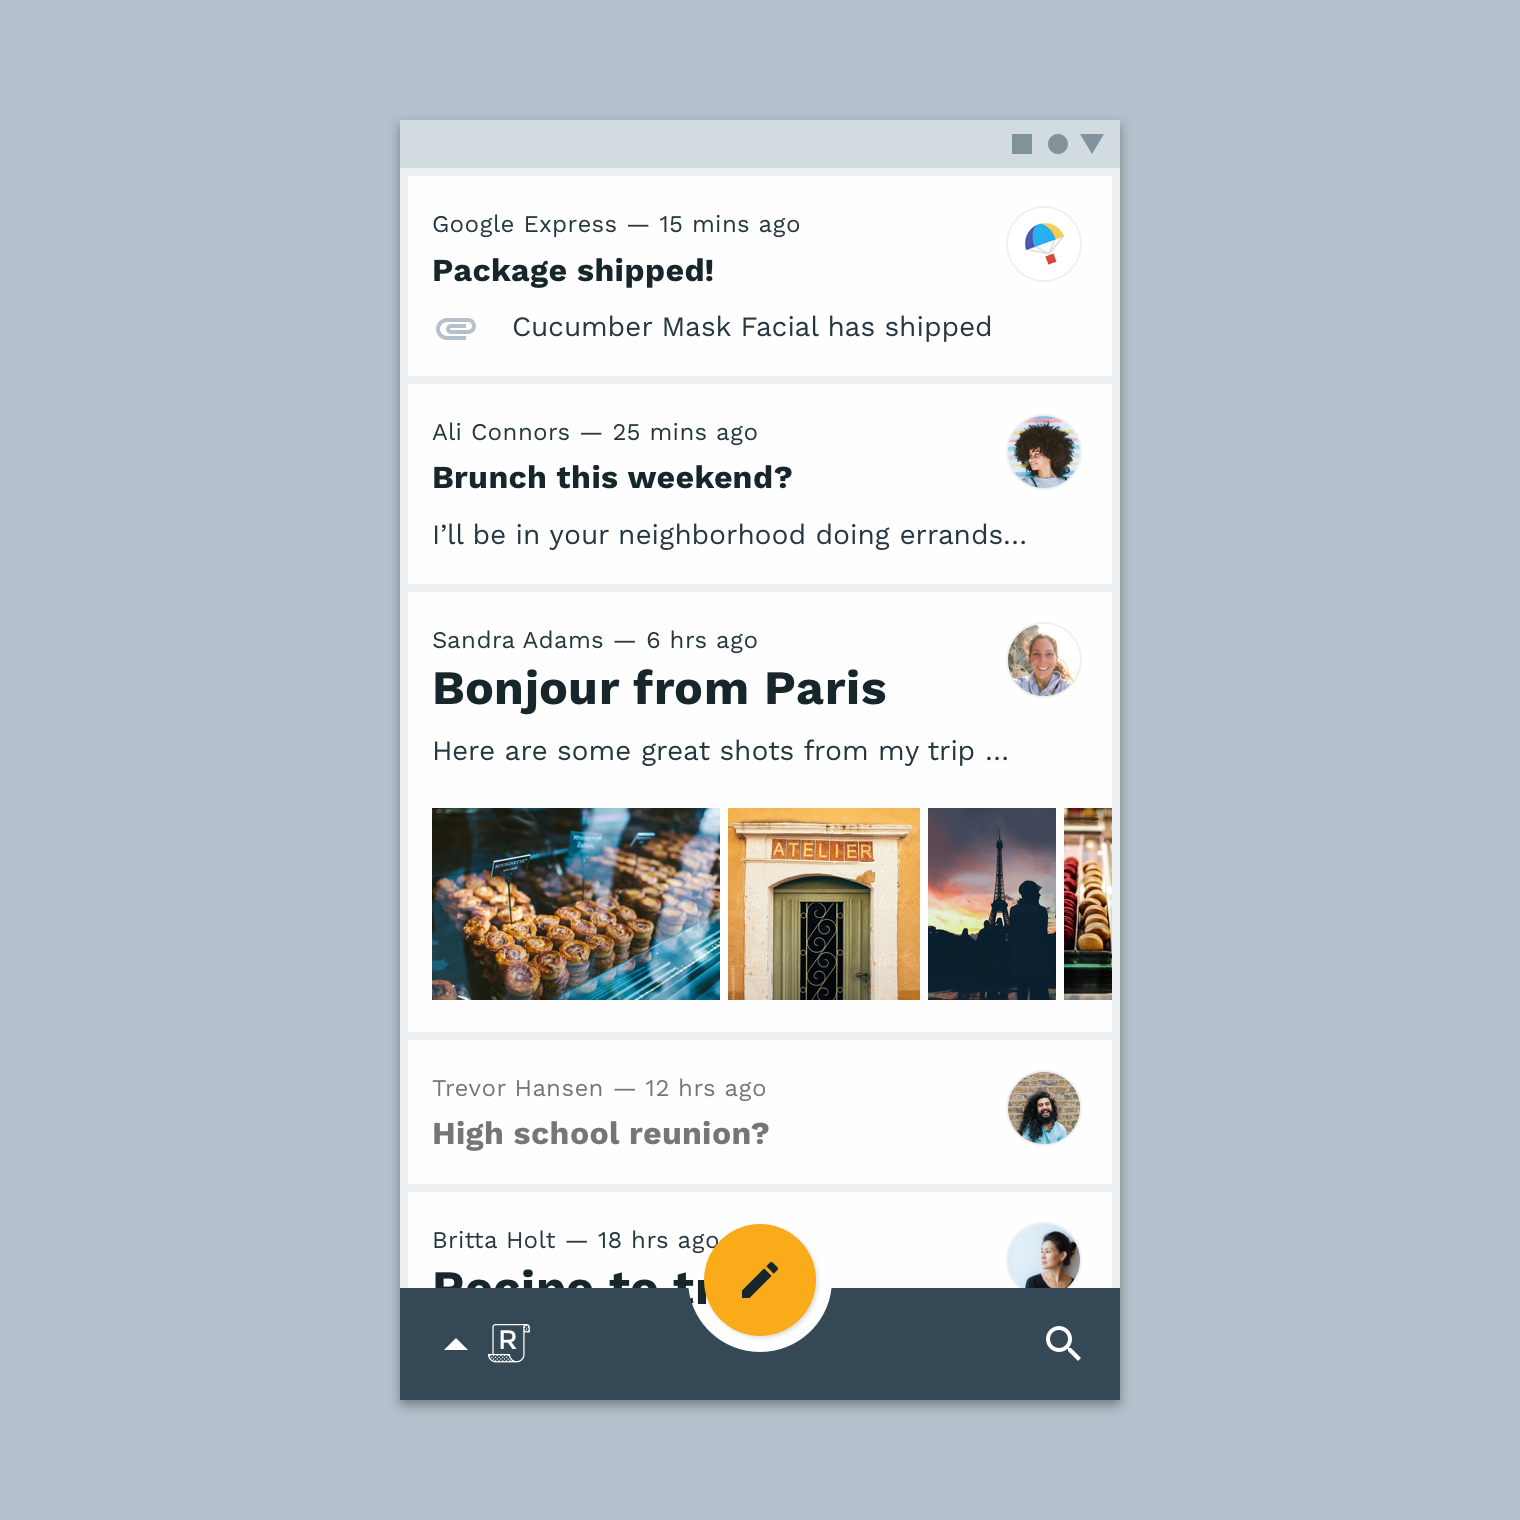 Google Express — 15 mins ago
Package shipped!
Cucumber Mask Facial has shipped
Ali Connors — 25 mins ago
Brunch this weekend?
I’ll be in your neighborhood doing errands...
Sandra Adams — 6 hrs ago
Bonjour from Paris
Here are some great shots from my trip ...
ATELIER
Trevor Hansen — 12 hrs ago
High school reunion?
Britta Holt — 18 hrs ago
Recipe to
R